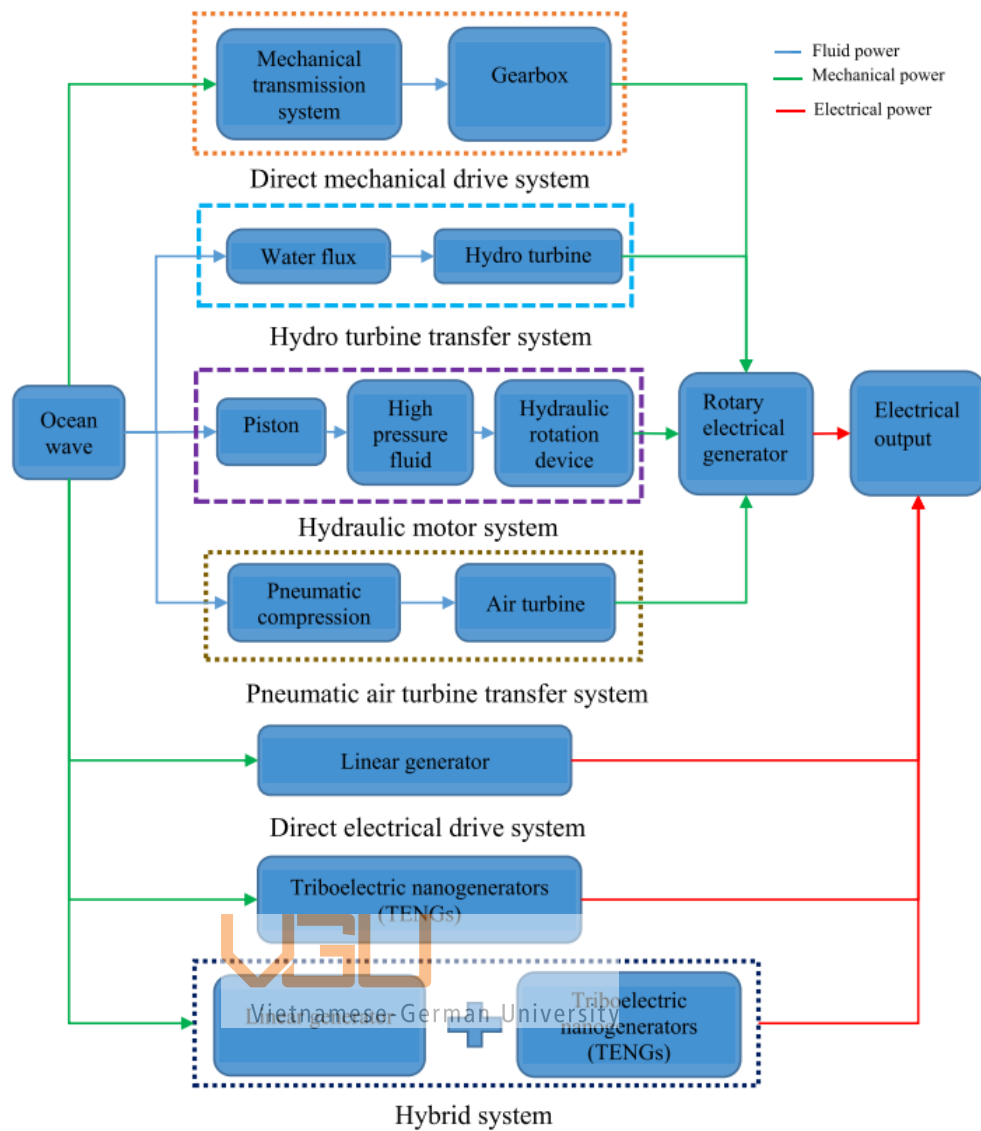 Mechanical
transmission
system
Gearbox
Fluid power
Mechanical power
Electrical power
Direct mechanical drive system
Water flux
Hydro turbine
Hydro turbine transfer system
Ocean
wave
Piston
High
pressure
fluid
Hydraulic
rotation
device
Rotary
electrical
generator
Electrical
output
Hydraulic motor system
Pneumatic
compression
Air turbine
Pneumatic air turbine transfer system
Linear generator
Direct electrical drive system
Triboelectric nanogenerators
(TENGs)
VGU
Vietnamese-German University
Linear generator
Triboelectric
nanogenerators
(TENGs)
Hybrid system